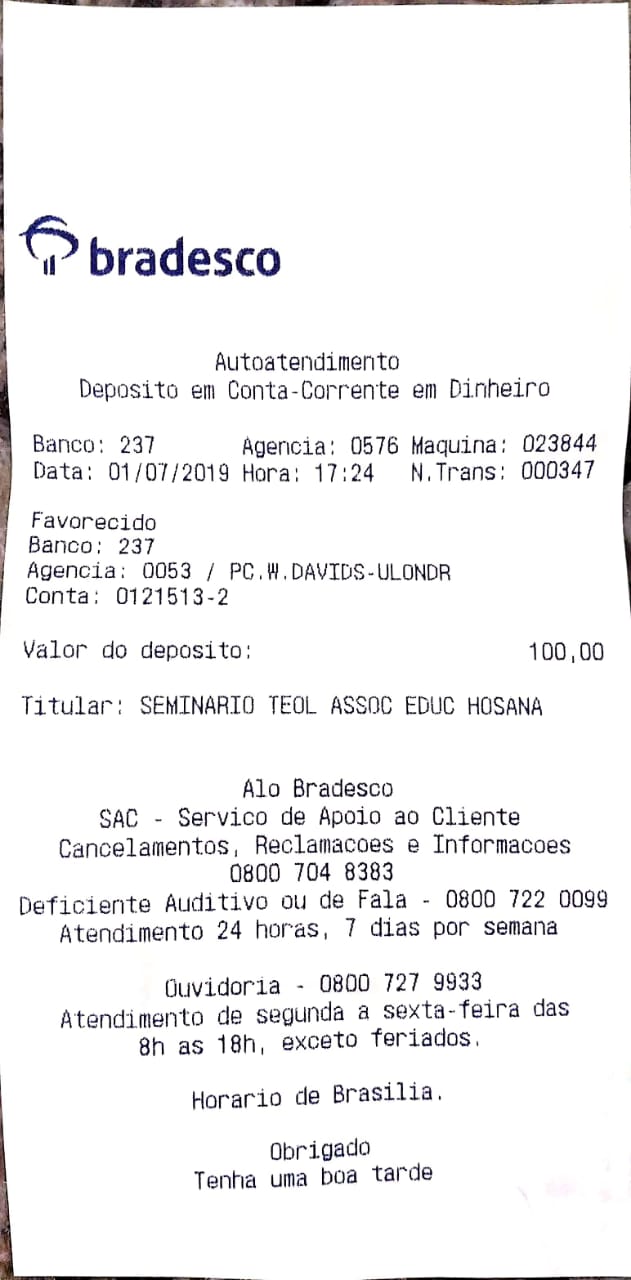 bradesco
Autoatendimento
Deposito em Conta-Corrente em Dinheiro
Banco: 237 Agencia: 0576 Maquina: 023844
Data: 01/07/2019 Hora: 17:24 N.Trans: 000347
Favorecido
Banco: 237
Agencia: 0053 / PC.W.DAVIDS-ULONDR
Conta: 0121513-2
Valor do deposito: 100,00
Titular: SEMINARIO TEOL ASSOC EDUC HOSANA
Alo Bradesco
SAC - Servico de Apoio ao Cliente
Cancelamentos, Reclamacoes e Informacoes
0800 704 8383
Deficiente Auditivo ou de Fala - 0800 722 0099
Atendimento 24 horas, 7 dias por semana
Ouvidoria - 0800 727 9933
Atendimento de segunda a sexta-feira das
8h as 18h, exceto feriados.
Horario de Brasilia.
Obrigado
Tenha uma boa tarde